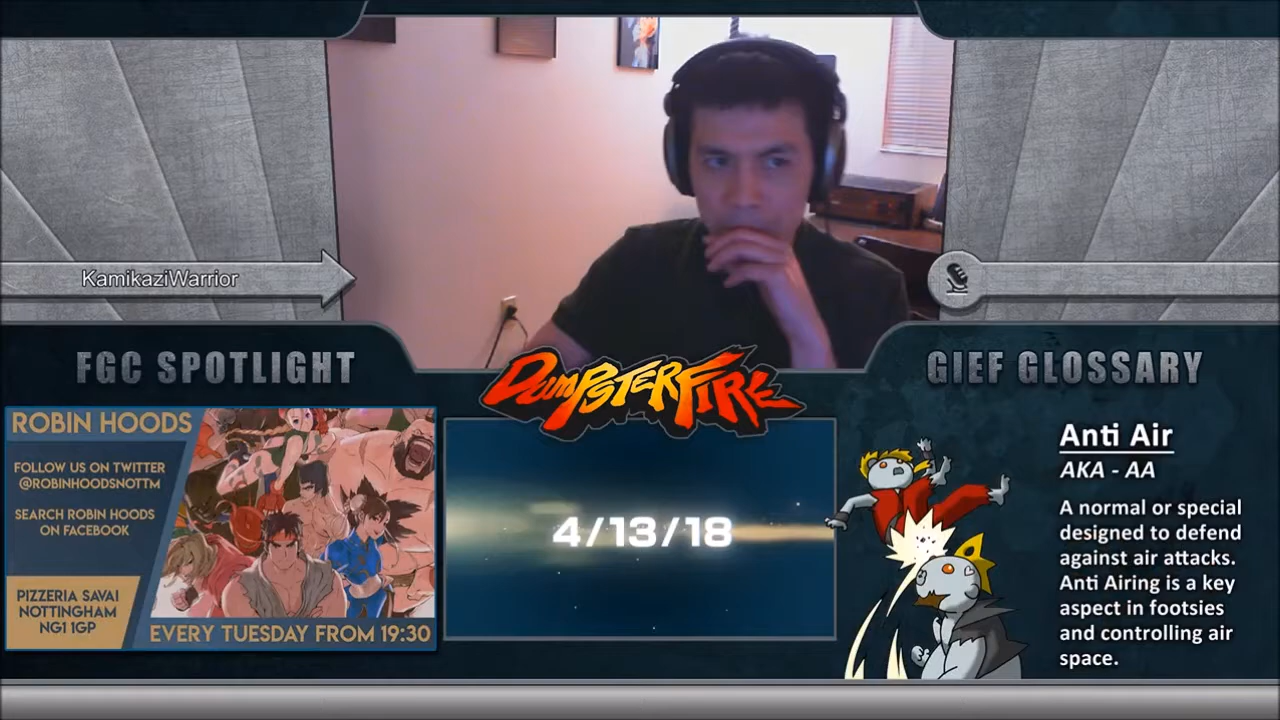 KamikaziWarrior
FGC SPOTLIGHT
ROBIN HOODS
FOLLOW US ON TWITTER
@ROBINHOODSNOTTM
SEARCH ROBIN HOODS
ON FACEBOOK
PIZZERIA SAVAI
NOTTINGHAM
NG1 1GP
EVERY TUESDAY FROM 19:30
DUMPSTER FIRE
4/13/18
GIEF GLOSSARY
Anti Air
AKA - AA
A normal or special
designed to defend
against air attacks.
Anti Airing is a key
aspect in footsies
and controlling air
space.